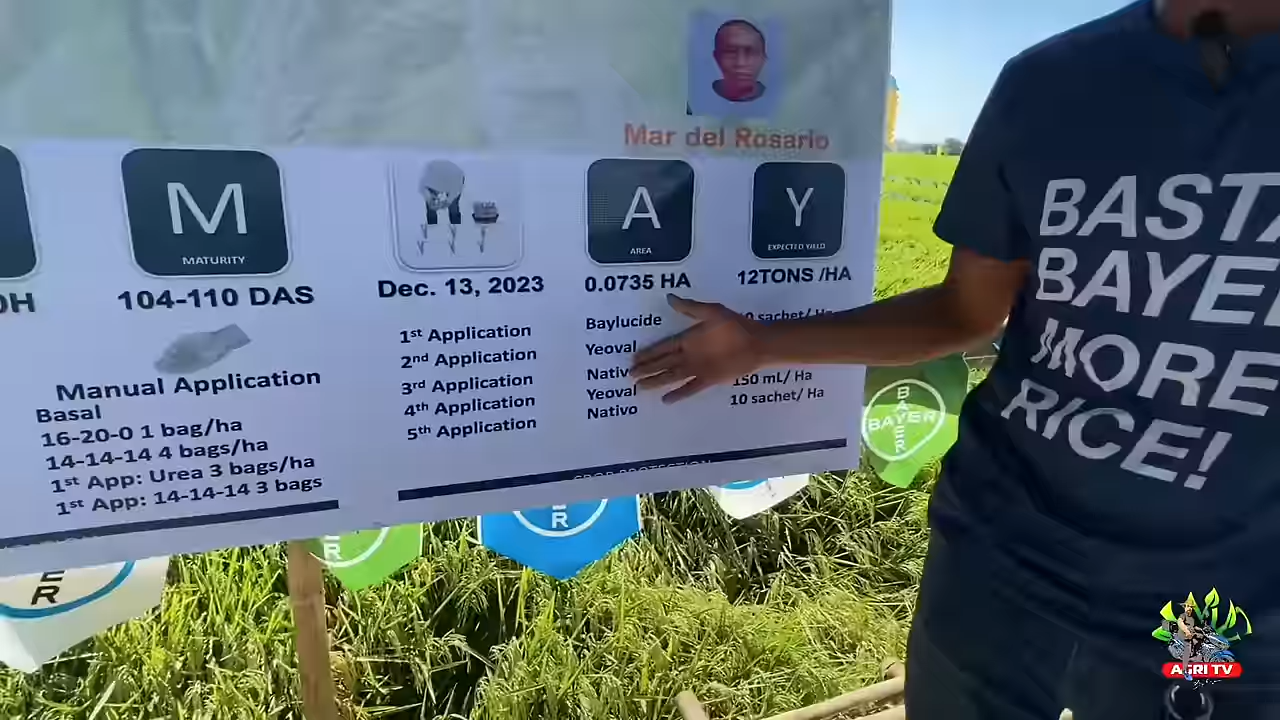 Mar del Rosario
M
MATURITY
A
AREA
Y
EXPECTED YIELD
104-110 DAS
Dec. 13, 2023
0.0735 HA
12TONS /HA
Manual Application
Basal
16-20-0 1 bag/ha
14-14-14 4 bags/ha
1st App: Urea 3 bags/ha
1st App: 14-14-14 3 bags
1st Application Baylucide sachet/ Ha
2nd Application Yeoval
3rd Application
4th Application Yeoval 150 mL/ Ha
5th Application Nativo 10 sachet/ Ha
BAYER
BAYER
BASTA
BAYE
MORE
RICE!
AGRI TV